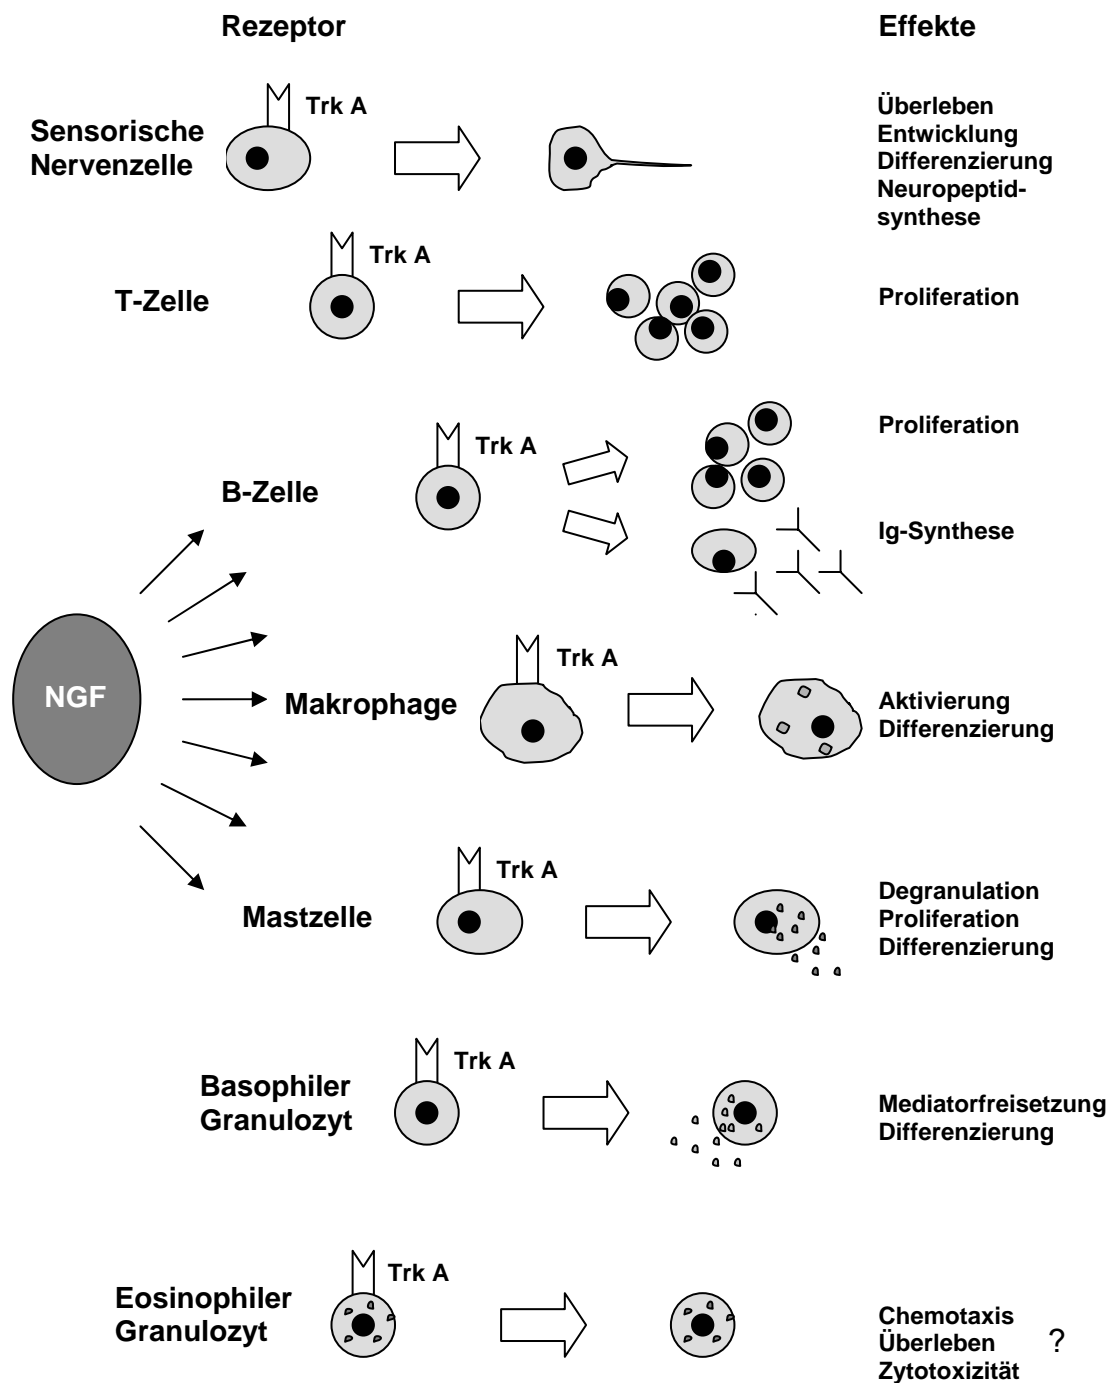 Rezeptor
Effekte
Trk A
Sensorische
Nervenzelle
Überleben
Entwicklung
Differenzierung
Neuropeptid-
synthese
Trk A
T-Zelle
Proliferation
Trk A
B-Zelle
Proliferation
Ig-Synthese
NGF
Trk A
Makrophage
Aktivierung
Differenzierung
Trk A
Mastzelle
Degranulation
Proliferation
Differenzierung
Trk A
Basophiler
Granulozyt
Mediatorfreisetzung
Differenzierung
Trk A
Eosinophiler
Granulozyt
Chemotaxis
Überleben ?
Zytotoxizität